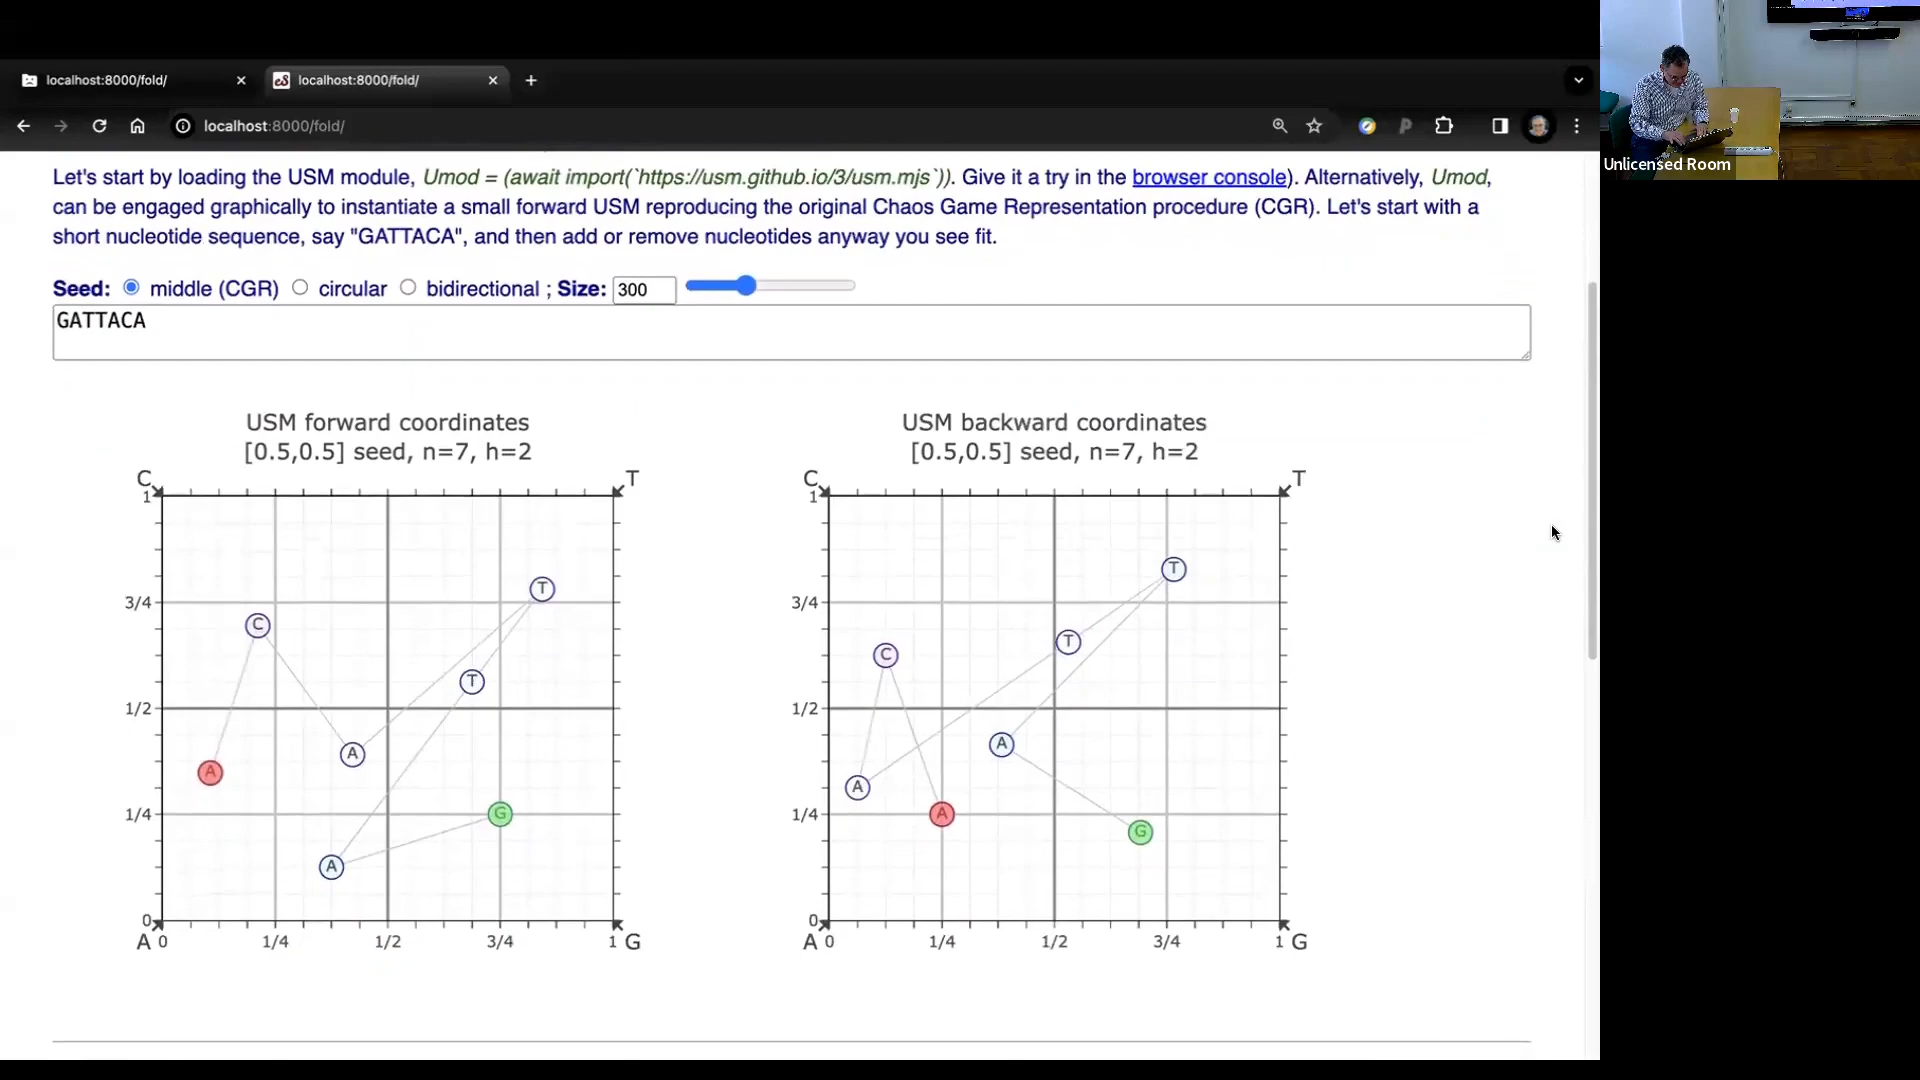 localhost:8000/fold/
localhost:8000/fold/
localhost:8000/fold/
Unlicensed Room
Let's start by loading the USM module, Umod = (await import(`https://usm.github.io/3/usm.mjs`)). Give it a try in the browser console). Alternatively, Umod,
can be engaged graphically to instantiate a small forward USM reproducing the original Chaos Game Representation procedure (CGR). Let's start with a
short nucleotide sequence, say "GATTACA", and then add or remove nucleotides anyway you see fit.
Seed: middle (CGR) circular bidirectional ; Size: 300
GATTACA
USM forward coordinates
[0.5,0.5] seed, n=7, h=2
C
T
1
T
3/4
C
T
1/2
A
A
1/4
G
A
0
A 0 1/4 1/2 3/4 1 G
USM backward coordinates
[0.5,0.5] seed, n=7, h=2
C
T
1
T
3/4
T
C
1/2
A
A
1/4
A
G
0
A 0 1/4 1/2 3/4 1 G